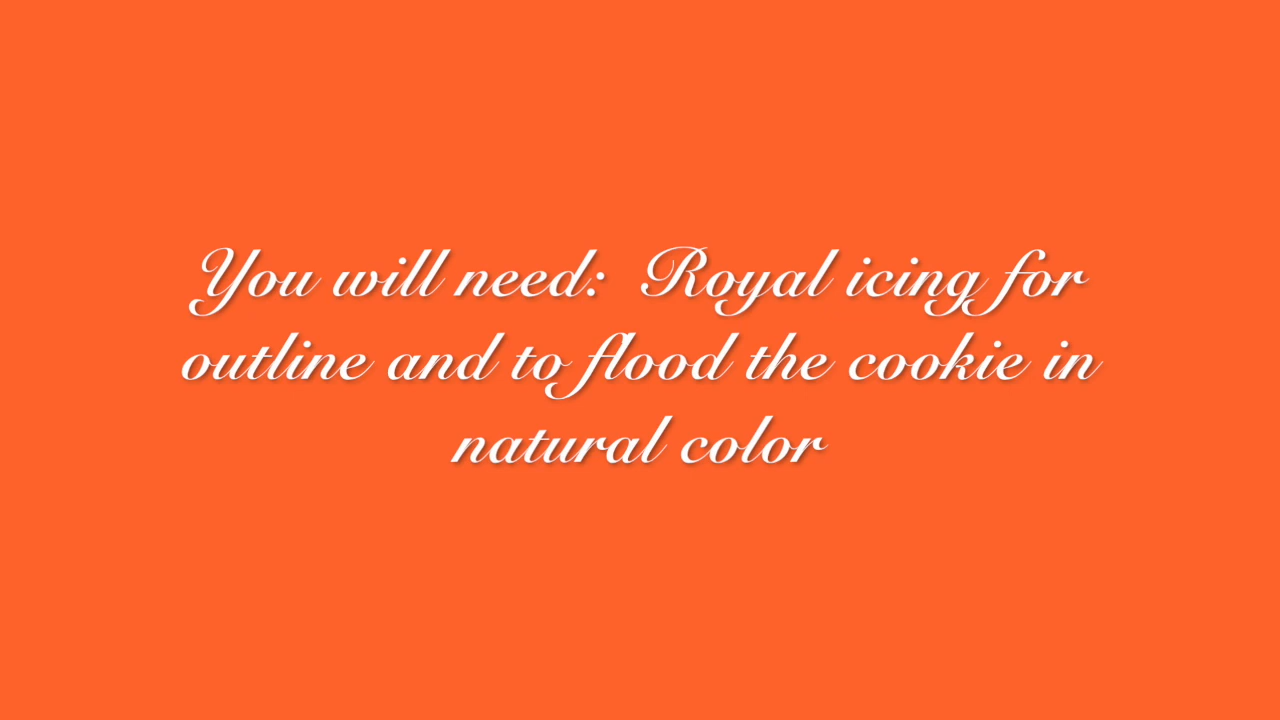 You will need:  Royal icing for
outline and to flood the cookie in
natural color